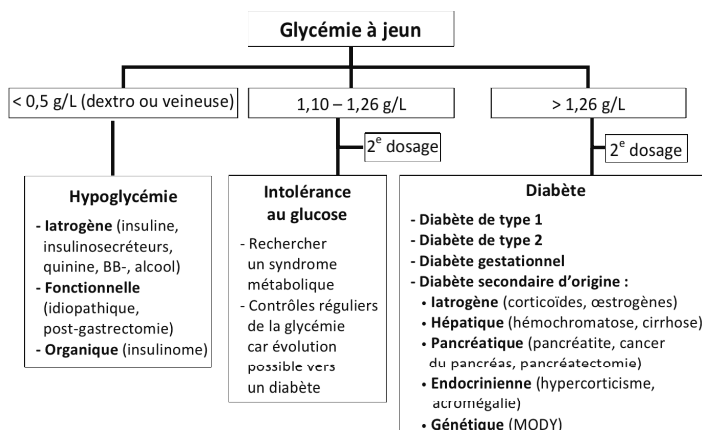 Glycémie à jeun
< 0,5 g/L (dextro ou veineuse)
1,10 – 1,26 g/L
> 1,26 g/L
2e dosage
2e dosage
Hypoglycémie
- Iatrogène (insuline,
insulinosecréteurs,
quinine, BB-, alcool)
- Fonctionnelle
(idiopathique,
post-gastrectomie)
- Organique (insulinome)
Intolérance
au glucose
- Rechercher
un syndrome
métabolique
- Contrôles réguliers
de la glycémie
car évolution
possible vers
un diabète
Diabète
- Diabète de type 1
- Diabète de type 2
- Diabète gestationnel
- Diabète secondaire d'origine :
• Iatrogène (corticoïdes, œstrogènes)
• Hépatique (hémochromatose, cirrhose)
• Pancréatique (pancréatite, cancer
du pancréas, pancréatectomie)
• Endocrinienne (hypercorticisme,
acromégalie)
• Génétique (MODY)